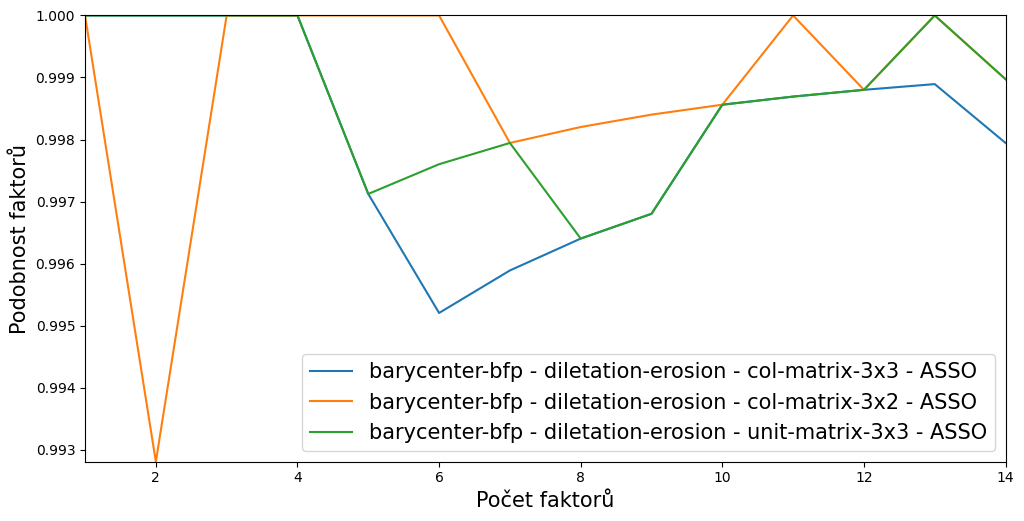 1.000
0.999
0.998
0.997
0.996
0.995
0.994
0.993
Podobnost faktorů
barycenter-bfp - diletation-erosion - col-matrix-3x3 - ASSO
barycenter-bfp - diletation-erosion - col-matrix-3x2 - ASSO
barycenter-bfp - diletation-erosion - unit-matrix-3x3 - ASSO
2 4 6 8 10 12 14
Počet faktorů